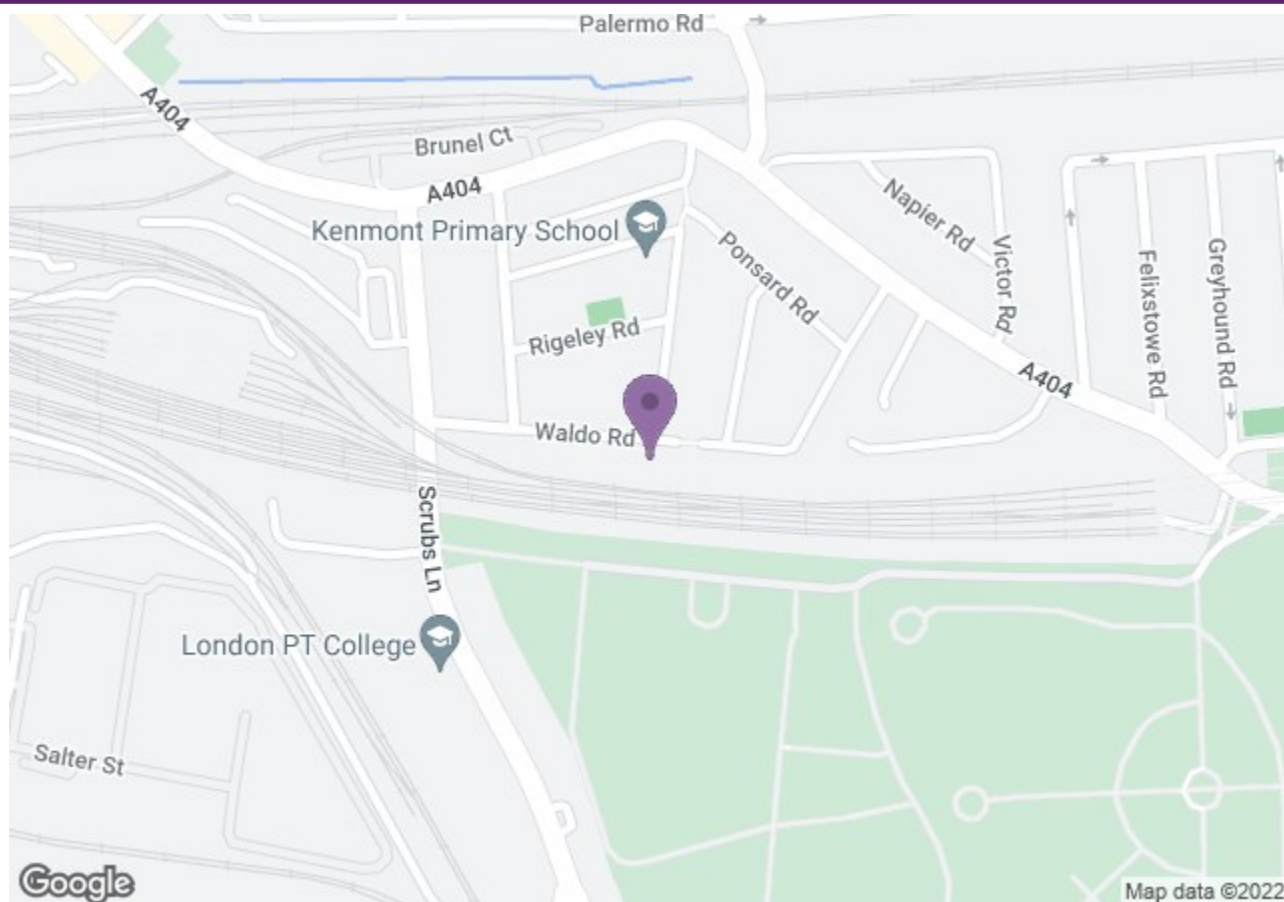 Palermo Rd
A404
Brunel Ct
A404
Kenmont Primary School
Napier Rd
Ponsard Rd
Victor Rd
Felixstowe Rd
Greyhound Rd
Rigeley Rd
A404
Waldo Rd
Scrubs Ln
London PT College
Salter St
Google
Map data ©2022